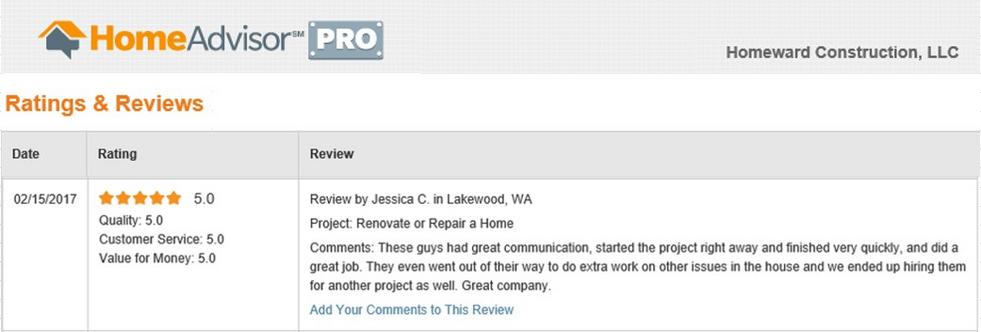 HomeAdvisor SM PRO
Homeward Construction, LLC
Ratings & Reviews
Date Rating Review
02/15/2017 5.0 Review by Jessica C. in Lakewood, WA
Quality: 5.0 Project: Renovate or Repair a Home
Customer Service: 5.0 Comments: These guys had great communication, started the project right away and finished very quickly, and did a
Value for Money: 5.0 great job. They even went out of their way to do extra work on other issues in the house and we ended up hiring them
for another project as well. Great company.
Add Your Comments to This Review